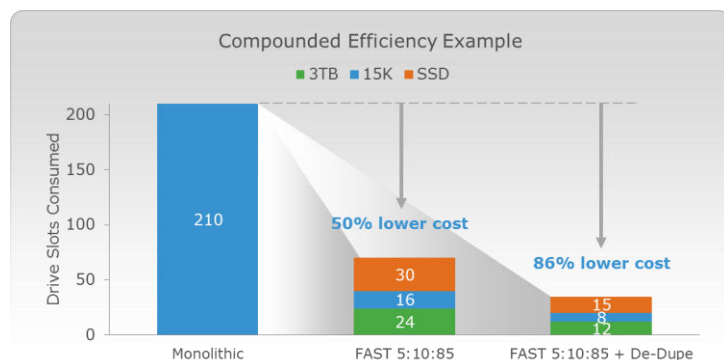 Compounded Efficiency Example
3TB 15K SSD
Drive Slots Consumed
200
150
100
50
0
210
50% lower cost
30
16
24
86% lower cost
15
8
12
Monolithic FAST 5:10:85 FAST 5:10:85 + De-Dupe